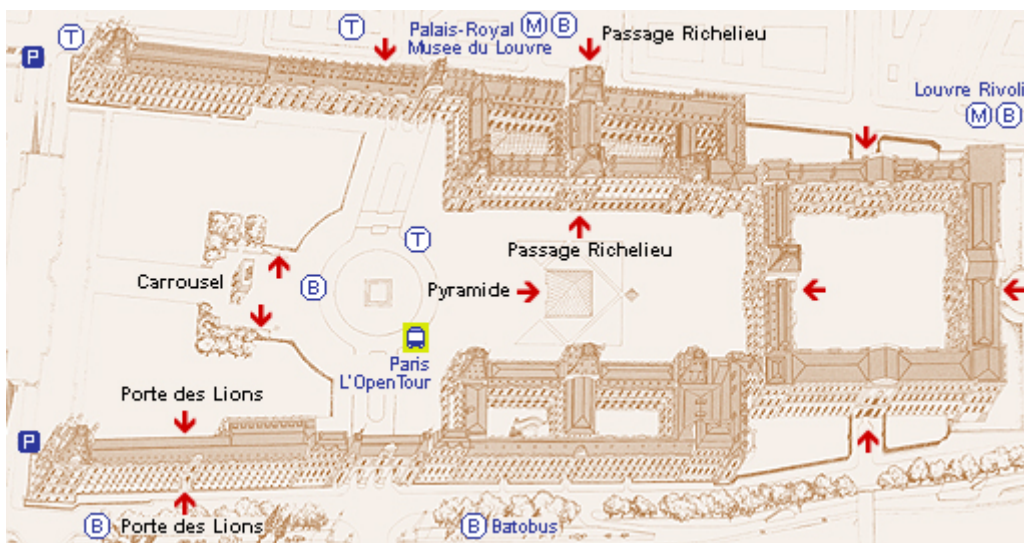 T
T
Palais-Royal M B
Musee du Louvre
Passage Richelieu
P
Louvre Rivoli
M B
T
Passage Richelieu
Carrousel
B
Pyramide
Paris
L'OpenTour
Porte des Lions
P
B Porte des Lions
B Batobus